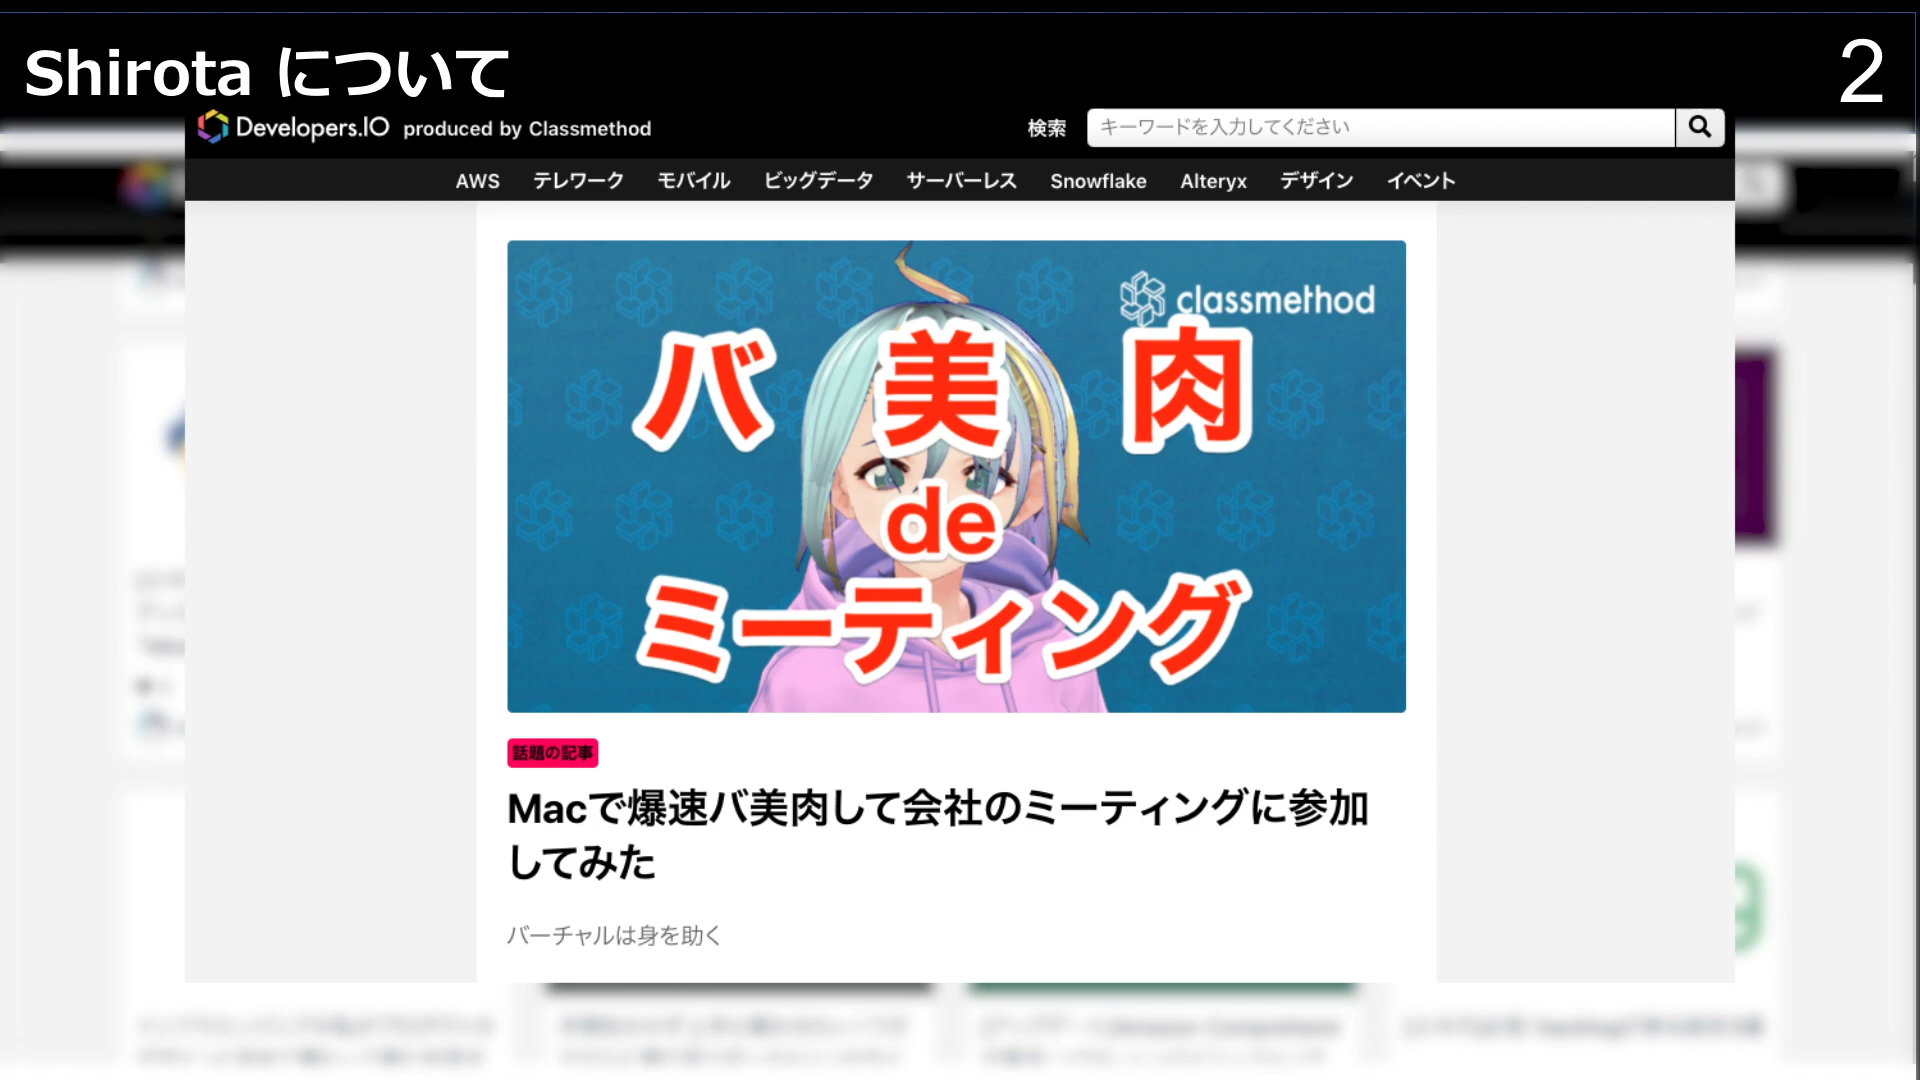 Shirota について
2
Developers.IO produced by Classmethod
検索
キーワードを入力してください
AWS テレワーク モバイル ビッグデータ サーバーレス Snowflake Alteryx デザイン イベント
classmethod
バ美肉
de
ミーティング
話題の記事
Macで爆速バ美肉して会社のミーティングに参加
してみた
バーチャルは身を助く